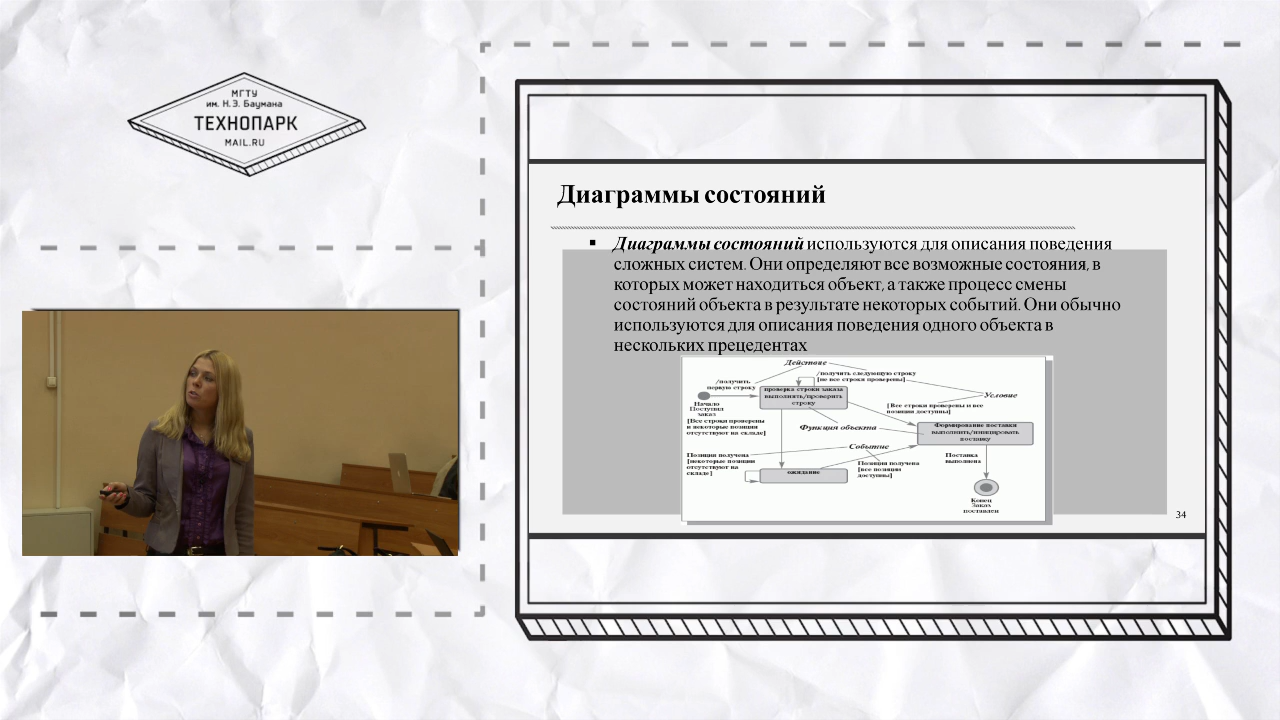 МГТУ
им. Н.Э. Баумана
ТЕХНОПАРК
MAIL.RU
Диаграммы состояний
▪ Диаграммы состояний используются для описания поведения
сложных систем. Они определяют все возможные состояния, в
которых может находиться объект, а также процесс смены
состояний объекта в результате некоторых событий. Они обычно
используются для описания поведения одного объекта в
нескольких прецедентах
Действие
/получить
первую строку
/получить следующую строку
[не все строки проверены]
проверка строки заказа
выполнить/проверить
строку
Условие
Начало
Поступил
заказ
[Все строки проверены и все
позиции доступны]
[Все строки проверены
и некоторые позиции
отсутствуют на складе]
Функция объекта
Формирование поставки
выполнить/инициировать
поставку
Событие
Позиция получена
[некоторые позиции
отсутствуют на
складе]
ожидание
Позиция получена
[все позиции
доступны]
Поставка
выполнена
Конец
Заказ
поставлен
34